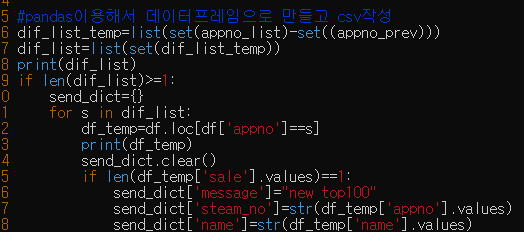 5
#pandas이용해서 데이터프레임으로 만들고 csv작성
6 dif_list_temp=list(set(appno_list)-set((appno_prev)))
7 dif_list=list(set(dif_list_temp))
8 print(dif_list)
9 if len(dif_list)>=1:
0     send_dict={}
1     for s in dif_list:
2         df_temp=df.loc[df['appno']==s]
3         print(df_temp)
4         send_dict.clear()
5         if len(df_temp['sale'].values)==1:
6             send_dict['message']="new top100"
7             send_dict['steam_no']=str(df_temp['appno'].values)
8             send_dict['name']=str(df_temp['name'].values)